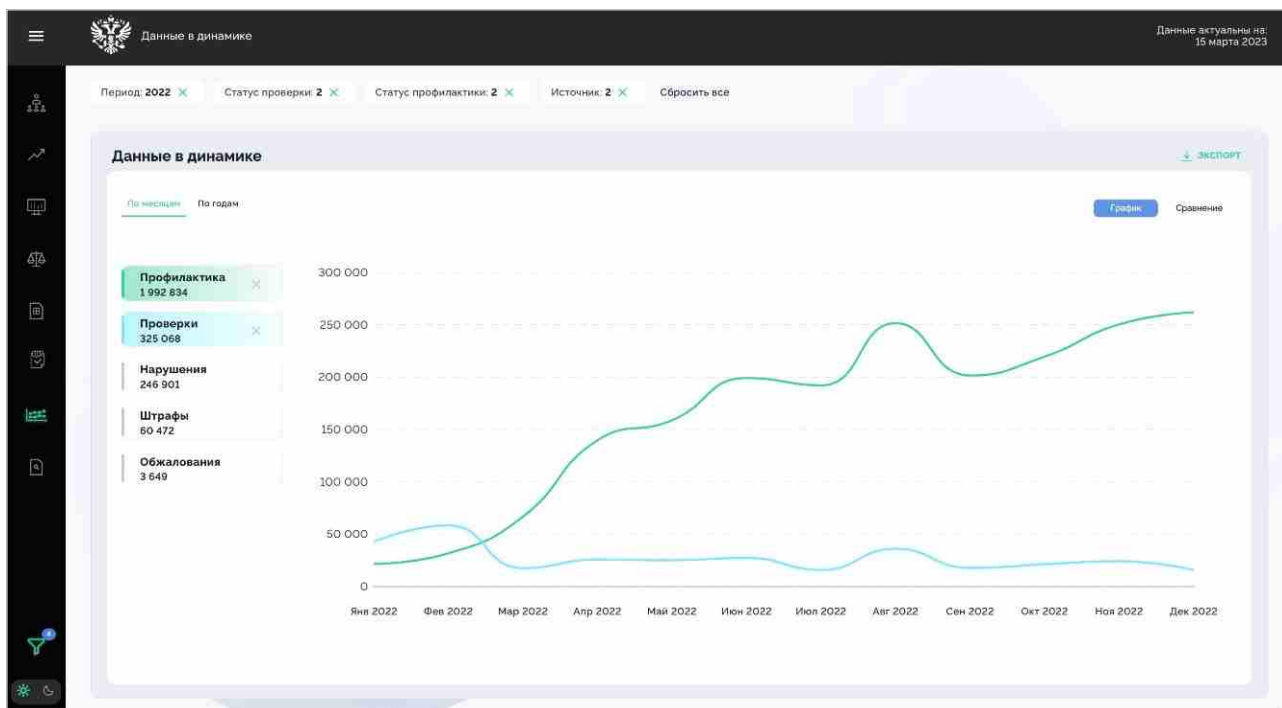 Данные в динамике
Данные актуальны на:
15 марта 2023
Период: 2022 ×
Статус проверки: 2 ×
Статус профилактики: 2 ×
Источник: 2 ×
Сбросить все
Данные в динамике
ЭКСПОРТ
По месяцам
По годам
График
Сравнение
Профилактика
1 992 834
Проверки
325 068
Нарушения
246 901
Штрафы
60 472
Обжалования
3 649
300 000
250 000
200 000
150 000
100 000
50 000
0
Янв 2022 Фев 2022 Мар 2022 Апр 2022 Май 2022 Июн 2022 Июл 2022 Авг 2022 Сен 2022 Окт 2022 Ноя 2022 Дек 2022